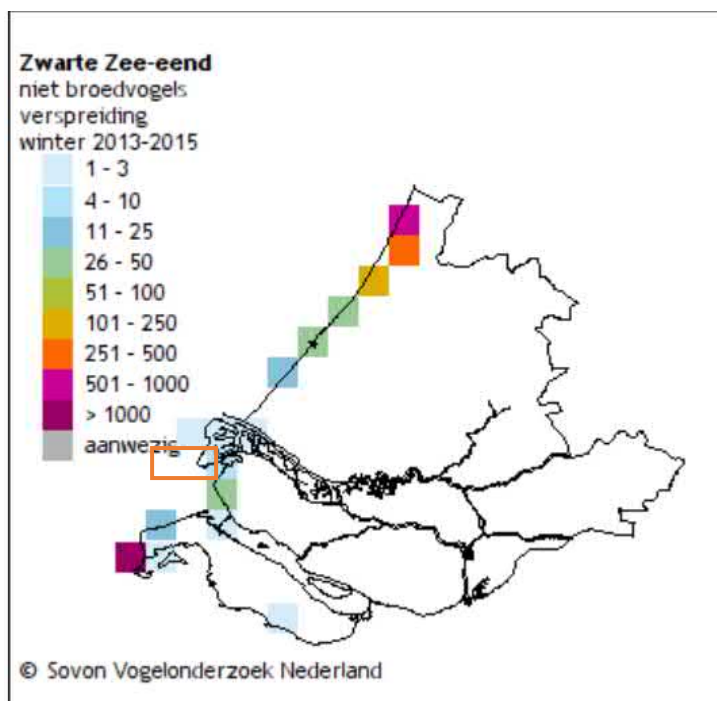 Zwarte Zee-eend
niet broedvogels
verspreiding
winter 2013-2015
1 - 3
4 - 10
11 - 25
26 - 50
51 - 100
101 - 250
251 - 500
501 - 1000
> 1000
aanwezig
© Sovon Vogelonderzoek Nederland